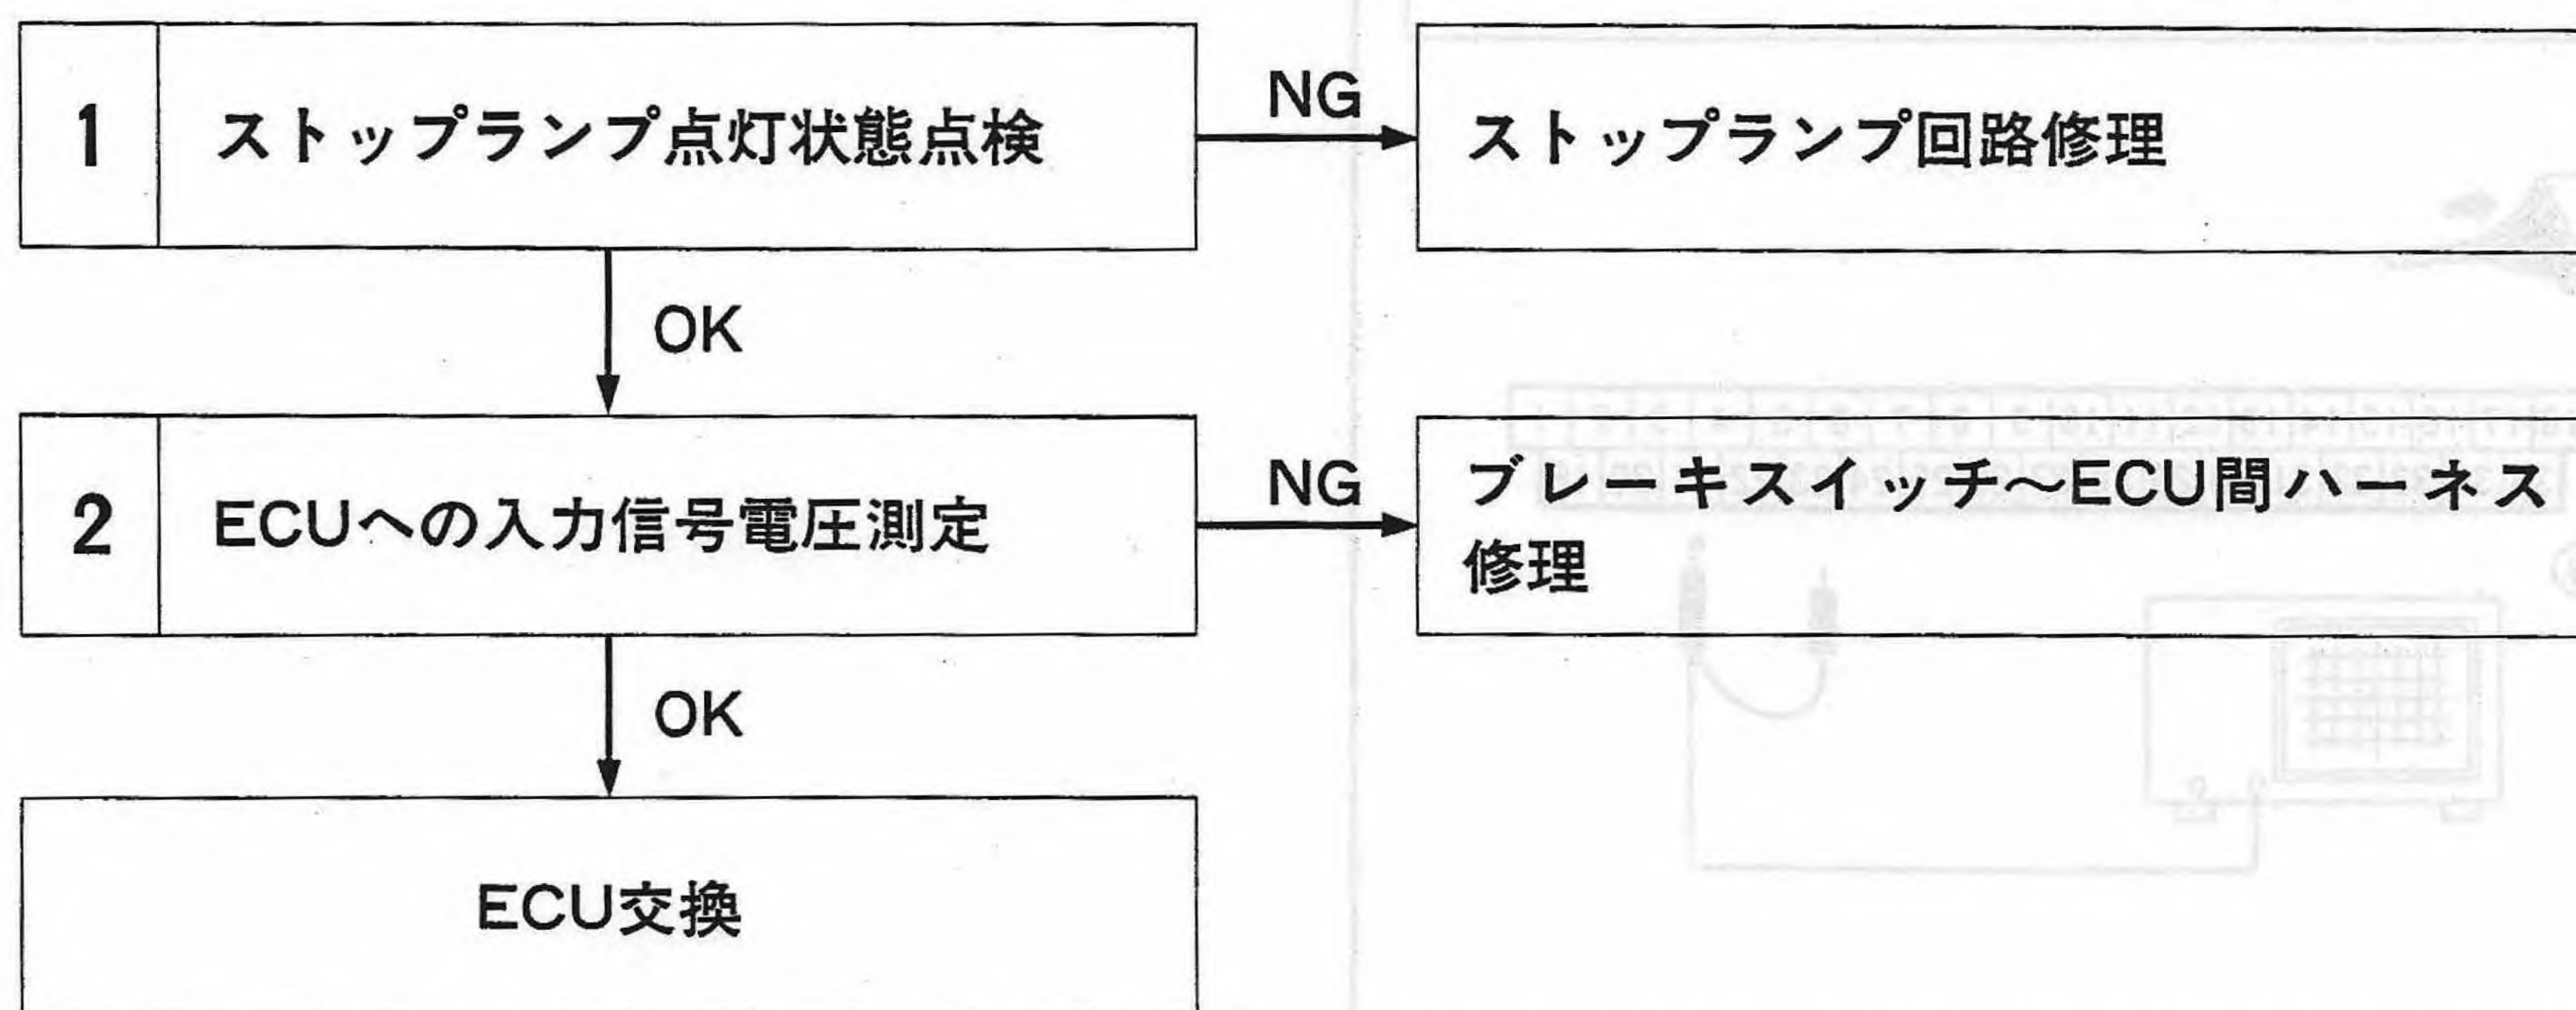 1 ストップランプ点灯状態点検
NG
ストップランプ回路修理
OK
2 ECUへの入力信号電圧測定
NG
ブレーキスイッチ～ECU間ハーネス
修理
OK
ECU交換